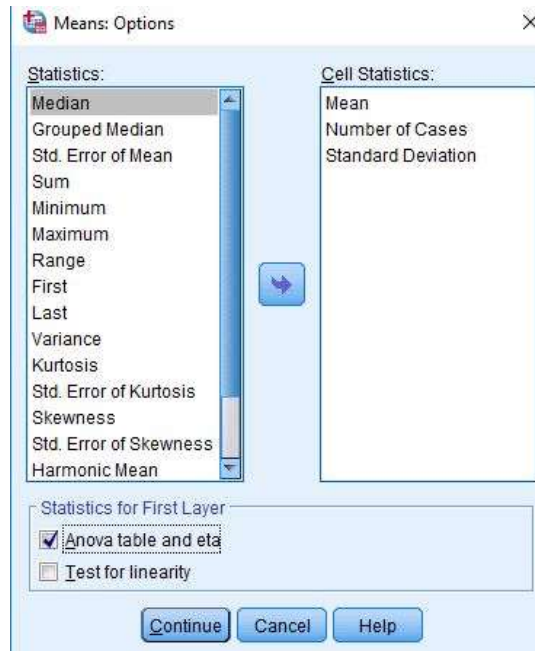 Means: Options
Statistics:
Median
Grouped Median
Std. Error of Mean
Sum
Minimum
Maximum
Range
First
Last
Variance
Kurtosis
Std. Error of Kurtosis
Skewness
Std. Error of Skewness
Harmonic Mean
Cell Statistics:
Mean
Number of Cases
Standard Deviation
Statistics for First Layer
Anova table and eta
Test for linearity
Continue
Cancel
Help